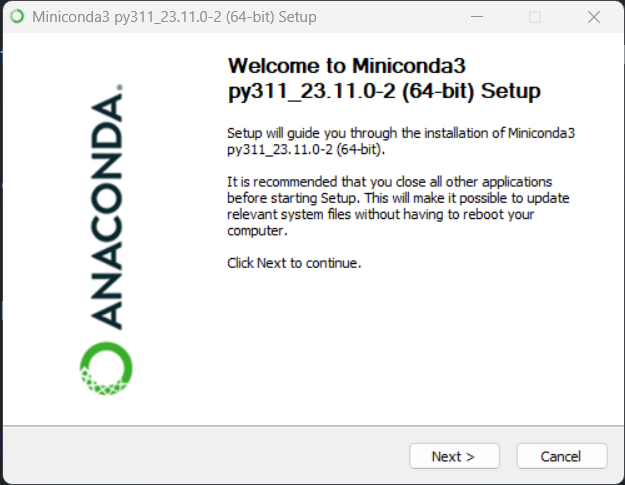 Miniconda3 py311_23.11.0-2 (64-bit) Setup
ANACONDA.
Welcome to Miniconda3
py311_23.11.0-2 (64-bit) Setup
Setup will guide you through the installation of Miniconda3
py311_23.11.0-2 (64-bit).
It is recommended that you close all other applications
before starting Setup. This will make it possible to update
relevant system files without having to reboot your
computer.
Click Next to continue.
Next >
Cancel